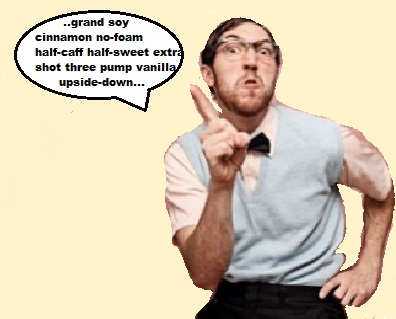 ..grand soy
cinnamon no-foam
half-caff half-sweet extra
shot three pump vanilla
upside-down...